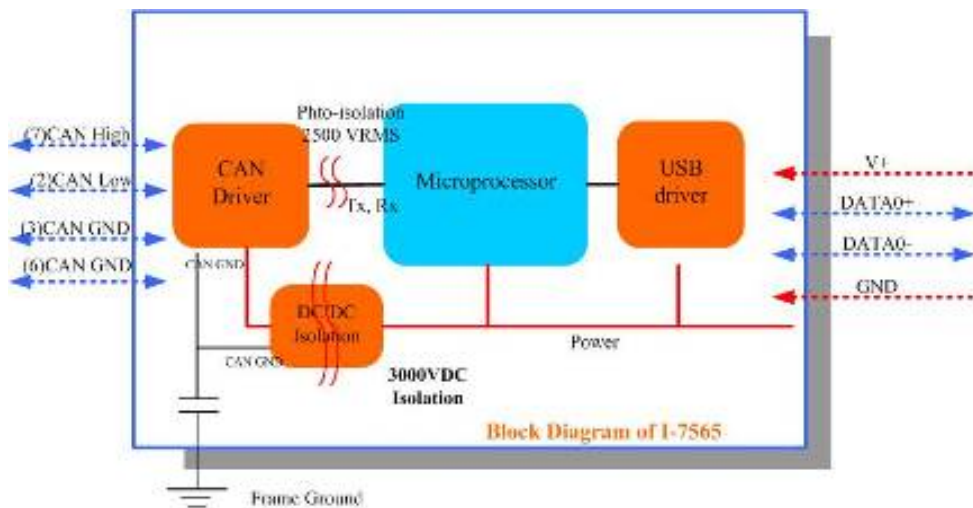 Phto-isolation
2500 VRMS
(7)CAN High
(2)CAN Low
(3)CAN GND
(6)CAN GND
CAN
Driver
Tx, Rx
Microprocessor
USB
driver
V+
DATA0+
DATA0-
GND
CAN GND
DC/DC
Isolation
CAN GND
Power
3000VDC
Isolation
Block Diagram of I-7565
Frame Ground